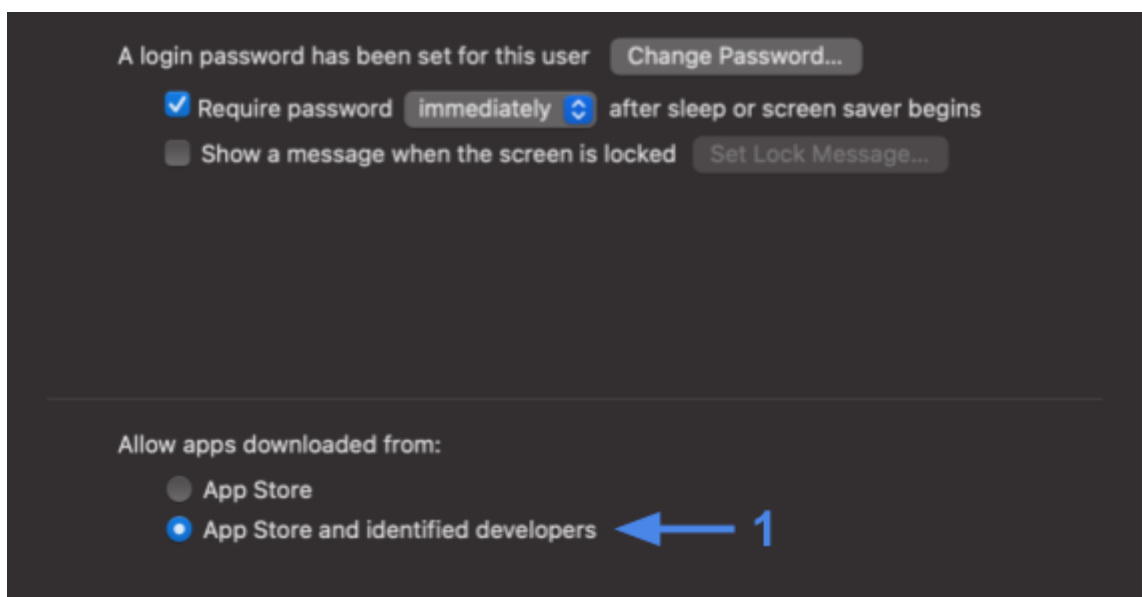 A login password has been set for this user Change Password...
Require password immediately after sleep or screen saver begins
Show a message when the screen is locked Set Lock Message...
Allow apps downloaded from:
App Store
App Store and identified developers 1